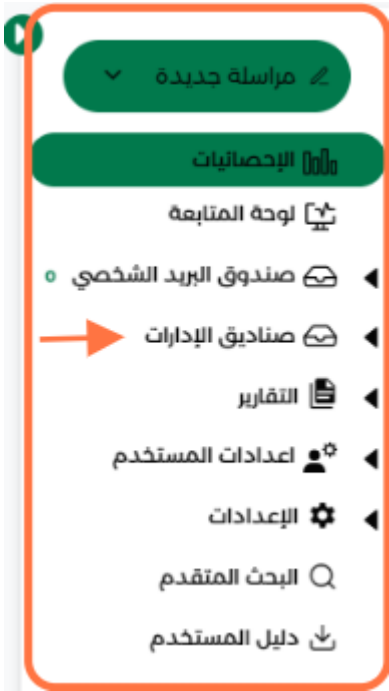 مراسلة جديدة
الإحصائيات
لوحة المتابعة
صندوق البريد الشخصي
صناديق الإدارات
التقارير
اعدادات المستخدم
الإعدادات
البحث المتقدم
دليل المستخدم